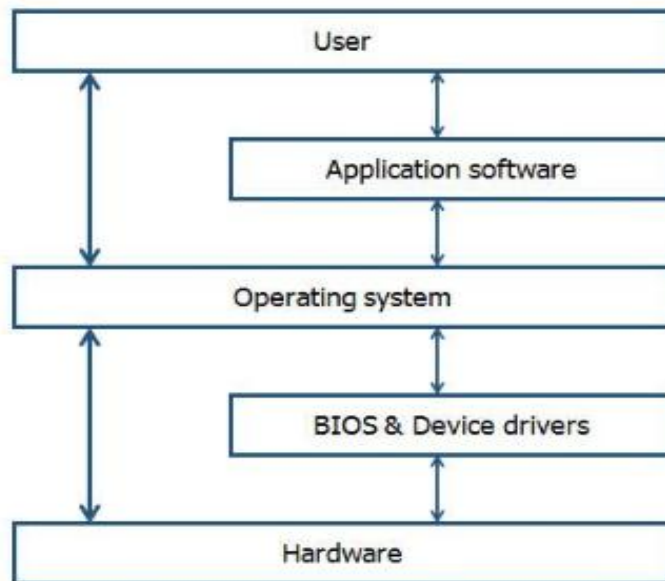 User
Application software
Operating system
BIOS & Device drivers
Hardware